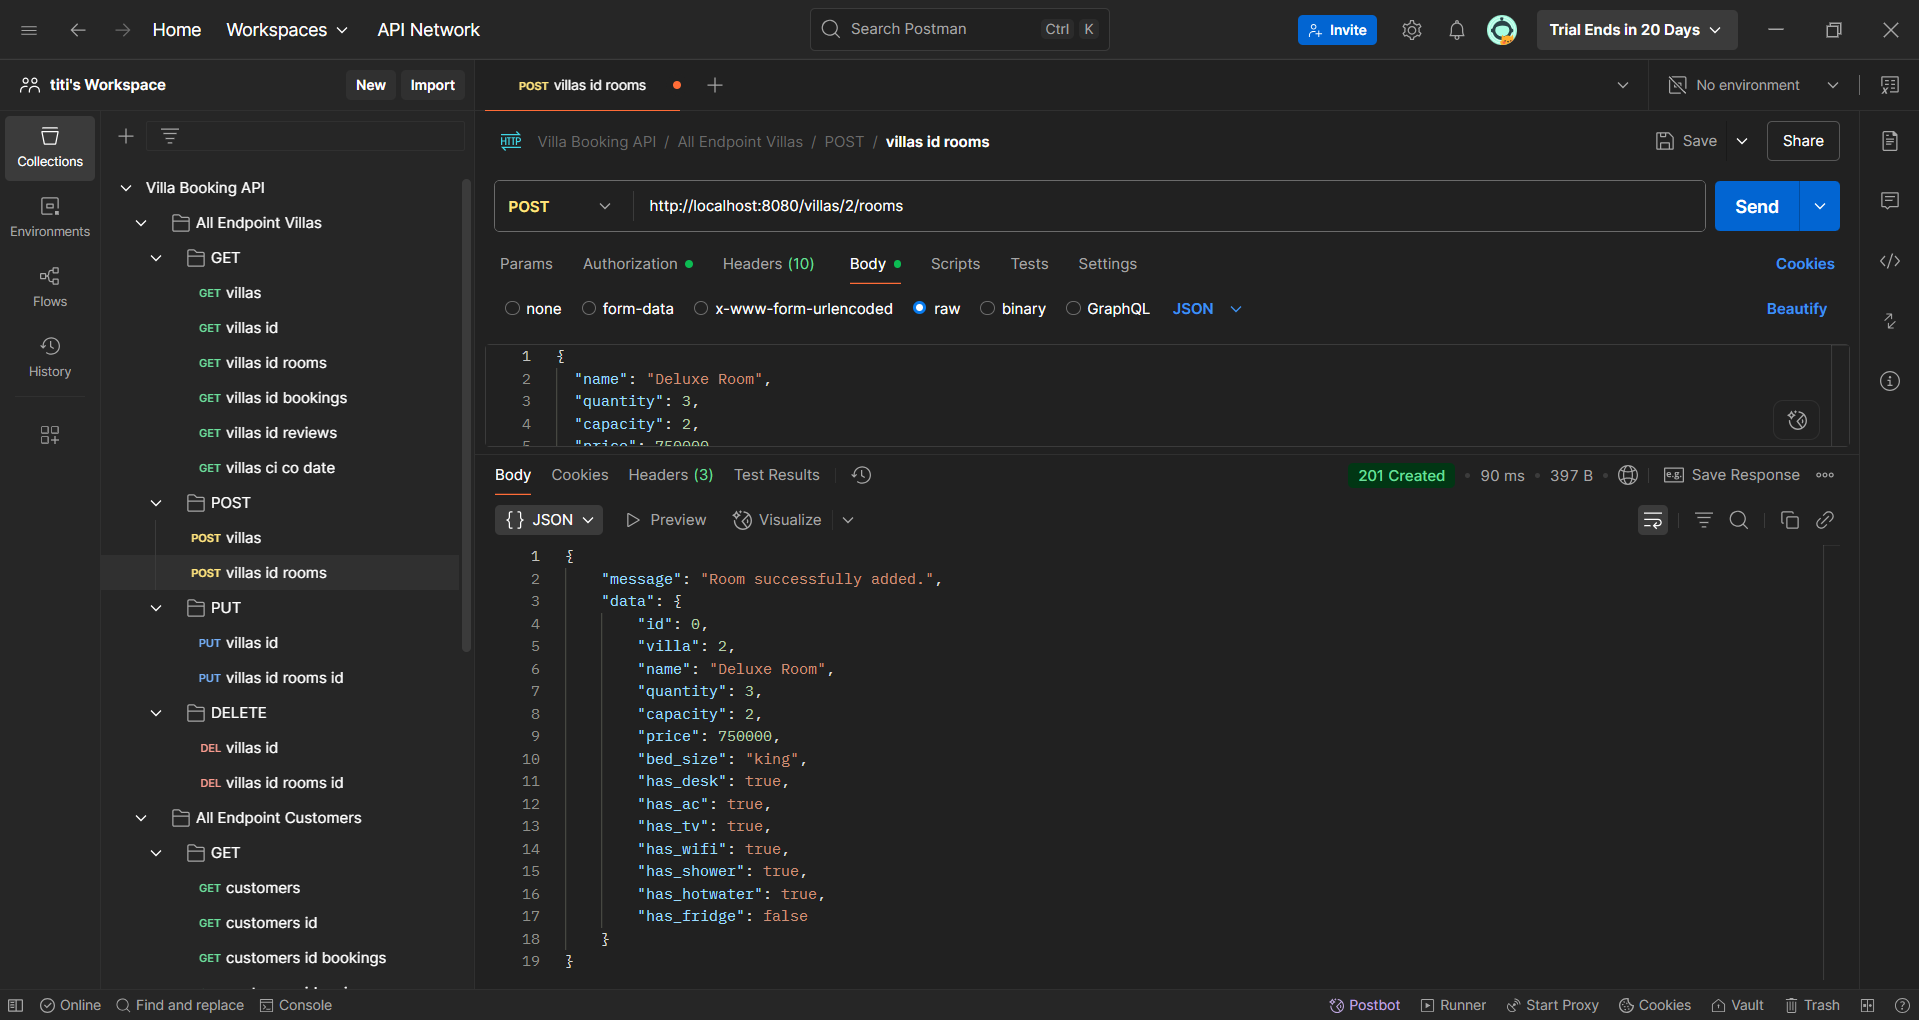 Home Workspaces API Network Search Postman Ctrl K Invite Trial Ends in 20 Days
titi's Workspace New Import POST villas id rooms No environment
Collections
Environments
Flows
History
Villa Booking API
All Endpoint Villas
GET
GET villas
GET villas id
GET villas id rooms
GET villas id bookings
GET villas id reviews
GET villas ci co date
POST
POST villas
POST villas id rooms
PUT
PUT villas id
PUT villas id rooms id
DELETE
DEL villas id
DEL villas id rooms id
All Endpoint Customers
GET
GET customers
GET customers id
GET customers id bookings
HTTP Villa Booking API / All Endpoint Villas / POST / villas id rooms Save Share
POST http://localhost:8080/villas/2/rooms Send
Params Authorization Headers (10) Body Scripts Tests Settings Cookies
none form-data x-www-form-urlencoded raw binary GraphQL JSON Beautify
1 {
2 "name": "Deluxe Room",
3 "quantity": 3,
4 "capacity": 2,
5 "price": 750000
Body Cookies Headers (3) Test Results 201 Created 90 ms 397 B e.g. Save Response
{} JSON Preview Visualize
1 {
2 "message": "Room successfully added.",
3 "data": {
4 "id": 0,
5 "villa": 2,
6 "name": "Deluxe Room",
7 "quantity": 3,
8 "capacity": 2,
9 "price": 750000,
10 "bed_size": "king",
11 "has_desk": true,
12 "has_ac": true,
13 "has_tv": true,
14 "has_wifi": true,
15 "has_shower": true,
16 "has_hotwater": true,
17 "has_fridge": false
18 }
19 }
Online Find and replace Console Postbot Runner Start Proxy Cookies Vault Trash